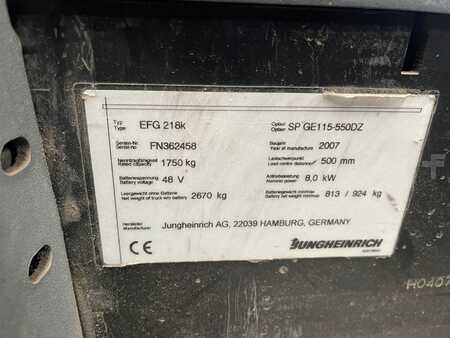 Typ
Type EFG 218k
Option
Option SP GE115-550DZ
Serien-Nr.
Serial-no FN362458
Baujahr
Year of manufacture 2007
Nenntragfähigkeit
Rated capacity 1750 kg
Lastschwerpunkt
Load centre distance 500 mm
Batteriespannung
Battery voltage 48 V
Antriebsleistung
Nominal power 8,0 kW
Leergewicht ohne Batterie
Net weight of truck w/o battery 2670 kg
Batteriegewicht min/max
Battery weight min/max 813 / 924 kg
Hersteller
Manufacturer Jungheinrich AG, 22039 HAMBURG, GERMANY
CE
JUNGHEINRICH
H0407